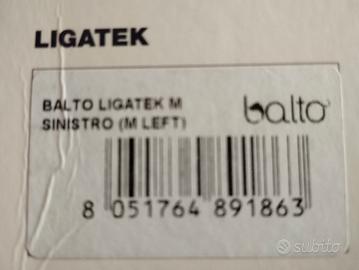 LIGATEK
BALTO LIGATEK M
SINISTRO (M LEFT)
balto
8 051764 891863
subito